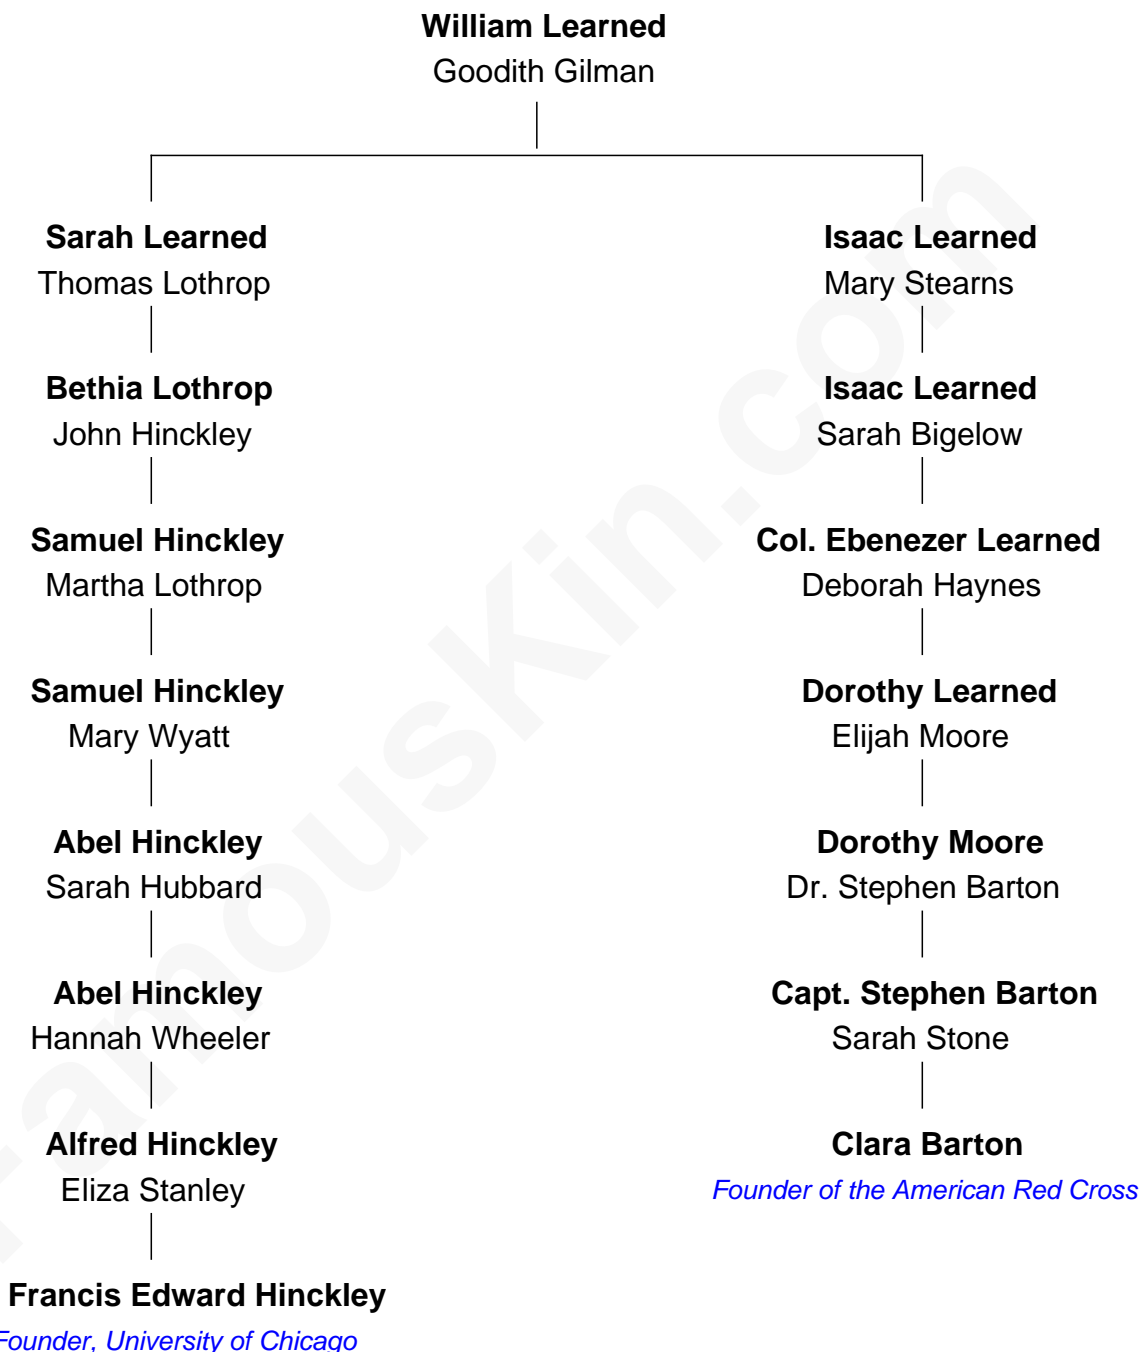 William Learned
Goodith Gilman
Sarah Learned
Thomas Lothrop
Bethia Lothrop
John Hinckley
Samuel Hinckley
Martha Lothrop
Samuel Hinckley
Mary Wyatt
Abel Hinckley
Sarah Hubbard
Abel Hinckley
Hannah Wheeler
Alfred Hinckley
Eliza Stanley
Francis Edward Hinckley
Founder, University of Chicago
Isaac Learned
Mary Stearns
Isaac Learned
Sarah Bigelow
Col. Ebenezer Learned
Deborah Haynes
Dorothy Learned
Elijah Moore
Dorothy Moore
Dr. Stephen Barton
Capt. Stephen Barton
Sarah Stone
Clara Barton
Founder of the American Red Cross
FamousKin.com